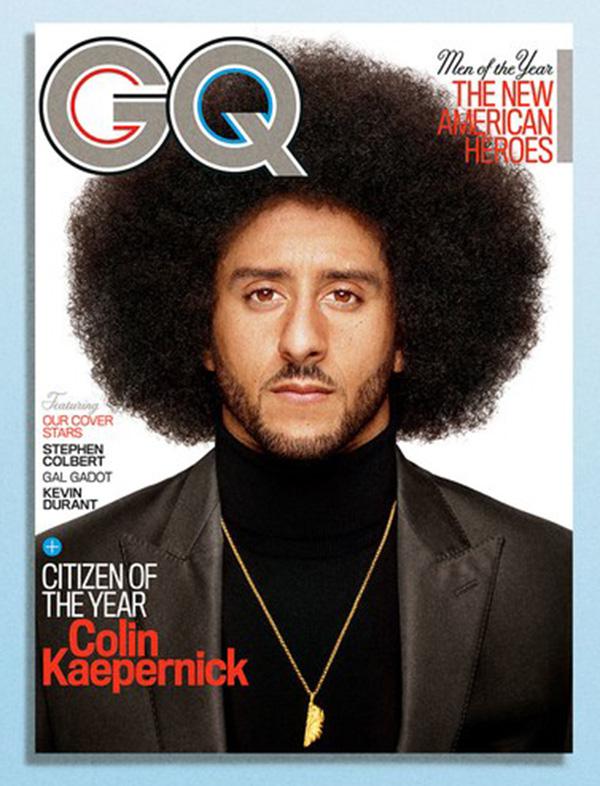 GQ
Men of the Year
THE NEW
AMERICAN
HEROES
Featuring
OUR COVER
STARS
STEPHEN
COLBERT
GAL GADOT
KEVIN
DURANT
+
CITIZEN OF
THE YEAR
Colin
Kaepernick